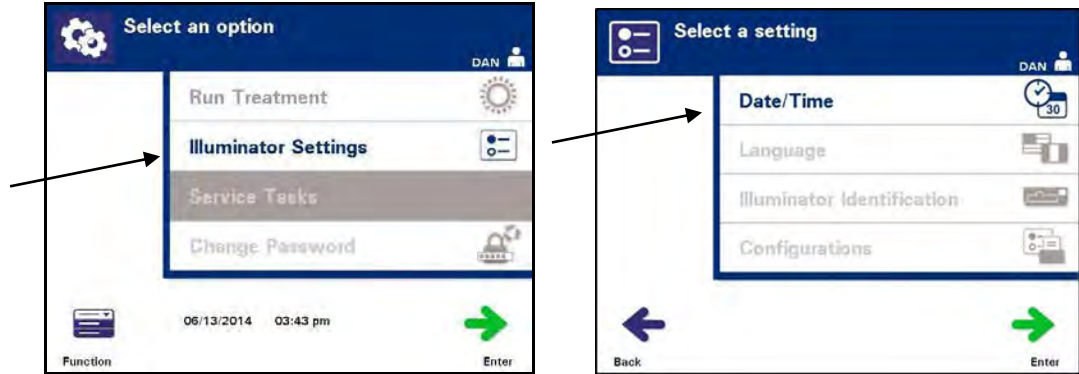 Select an option
DAN
Run Treatment
Illuminator Settings
Service Tasks
Change Password
06/13/2014 03:43 pm
Function
Enter
Select a setting
DAN
Date/Time
30
Language
Illuminator Identification
Configurations
Back
Enter